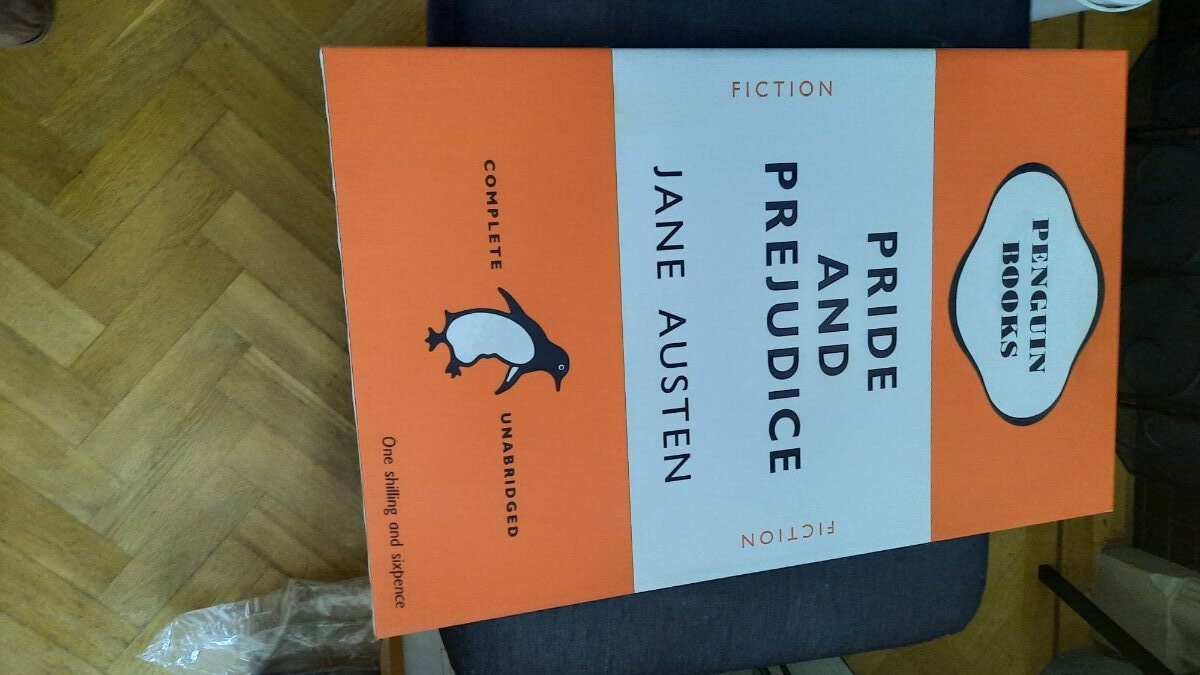 PENGUIN
BOOKS
FICTION
FICTION
PRIDE
AND
PREJUDICE
JANE AUSTEN
COMPLETE
UNABRIDGED
One shilling and sixpence